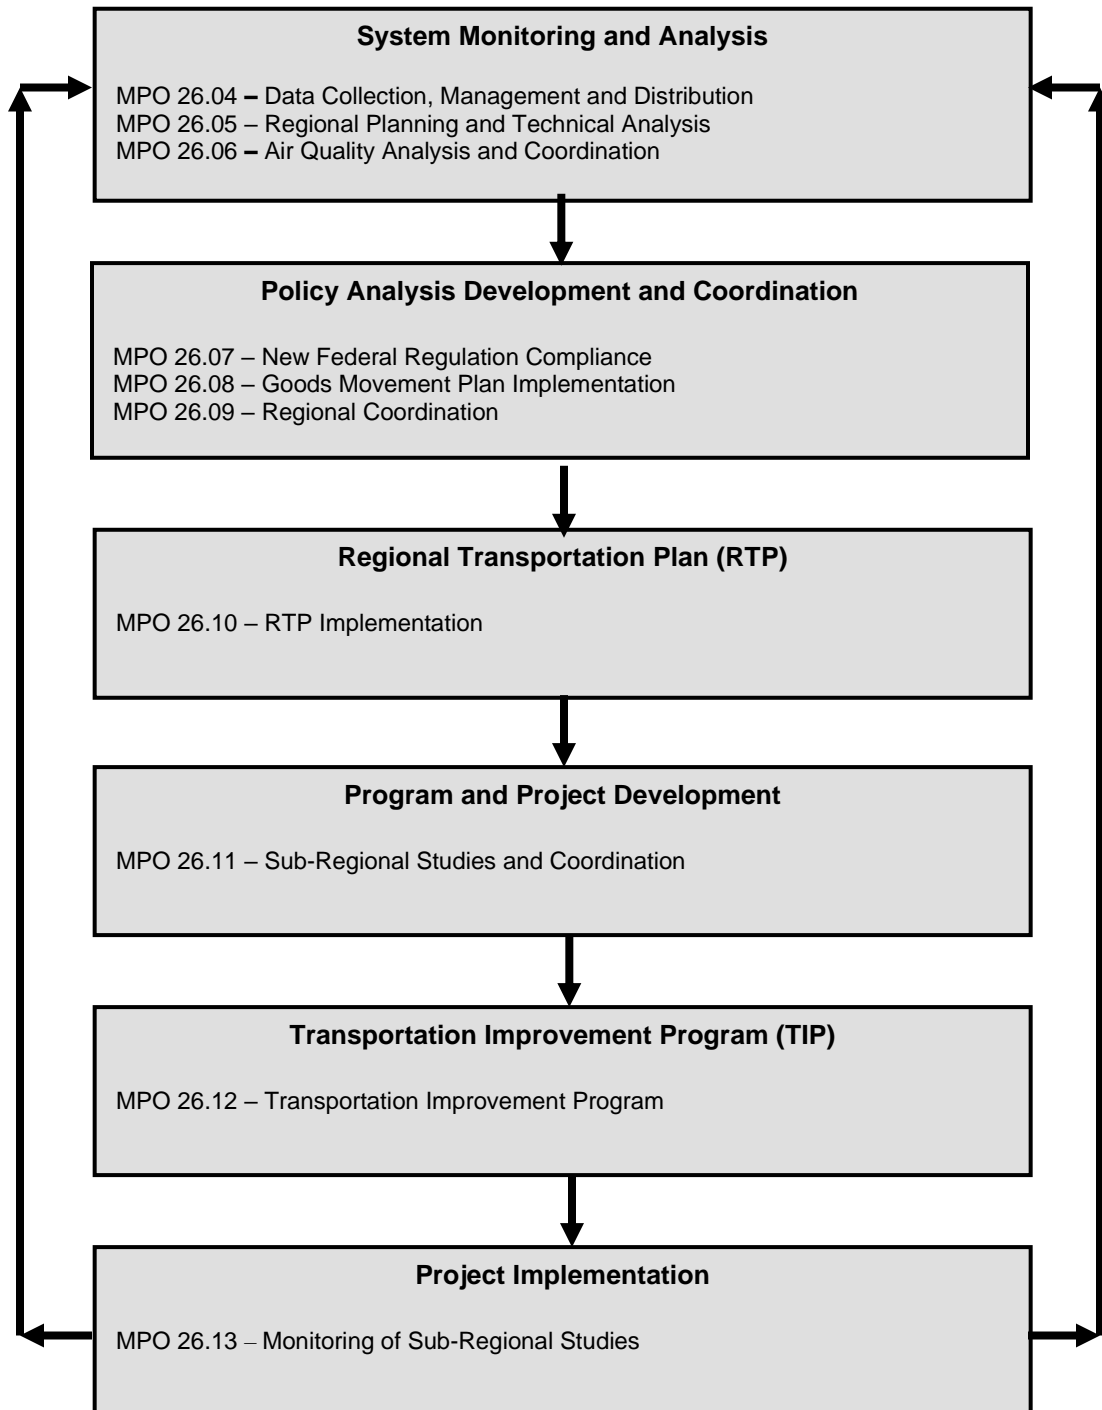 System Monitoring and Analysis
MPO 26.04 – Data Collection, Management and Distribution
MPO 26.05 – Regional Planning and Technical Analysis
MPO 26.06 – Air Quality Analysis and Coordination
Policy Analysis Development and Coordination
MPO 26.07 – New Federal Regulation Compliance
MPO 26.08 – Goods Movement Plan Implementation
MPO 26.09 – Regional Coordination
Regional Transportation Plan (RTP)
MPO 26.10 – RTP Implementation
Program and Project Development
MPO 26.11 – Sub-Regional Studies and Coordination
Transportation Improvement Program (TIP)
MPO 26.12 – Transportation Improvement Program
Project Implementation
MPO 26.13 – Monitoring of Sub-Regional Studies